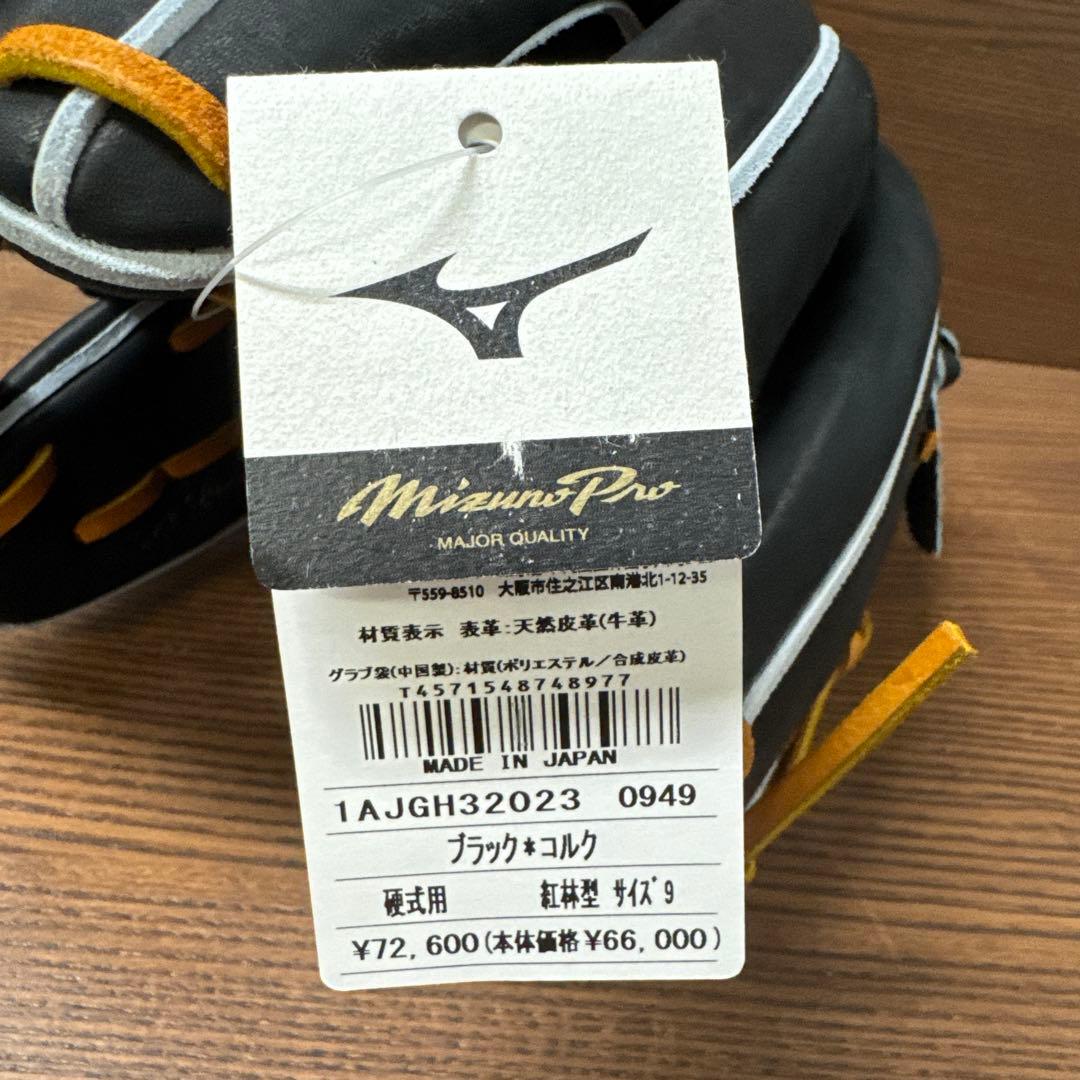 Mizuno Pro
MAJOR QUALITY
〒559-8510 大阪市住之江区南港北1-12-35
材質表示 表革:天然皮革(牛革)
グラブ袋(中国製):材質(ポリエステル/合成皮革)
T4571548748977
MADE IN JAPAN
1AJGH32023 0949
ブラック*コルク
硬式用 紅林型 サイズ9
¥72,600(本体価格¥66,000)